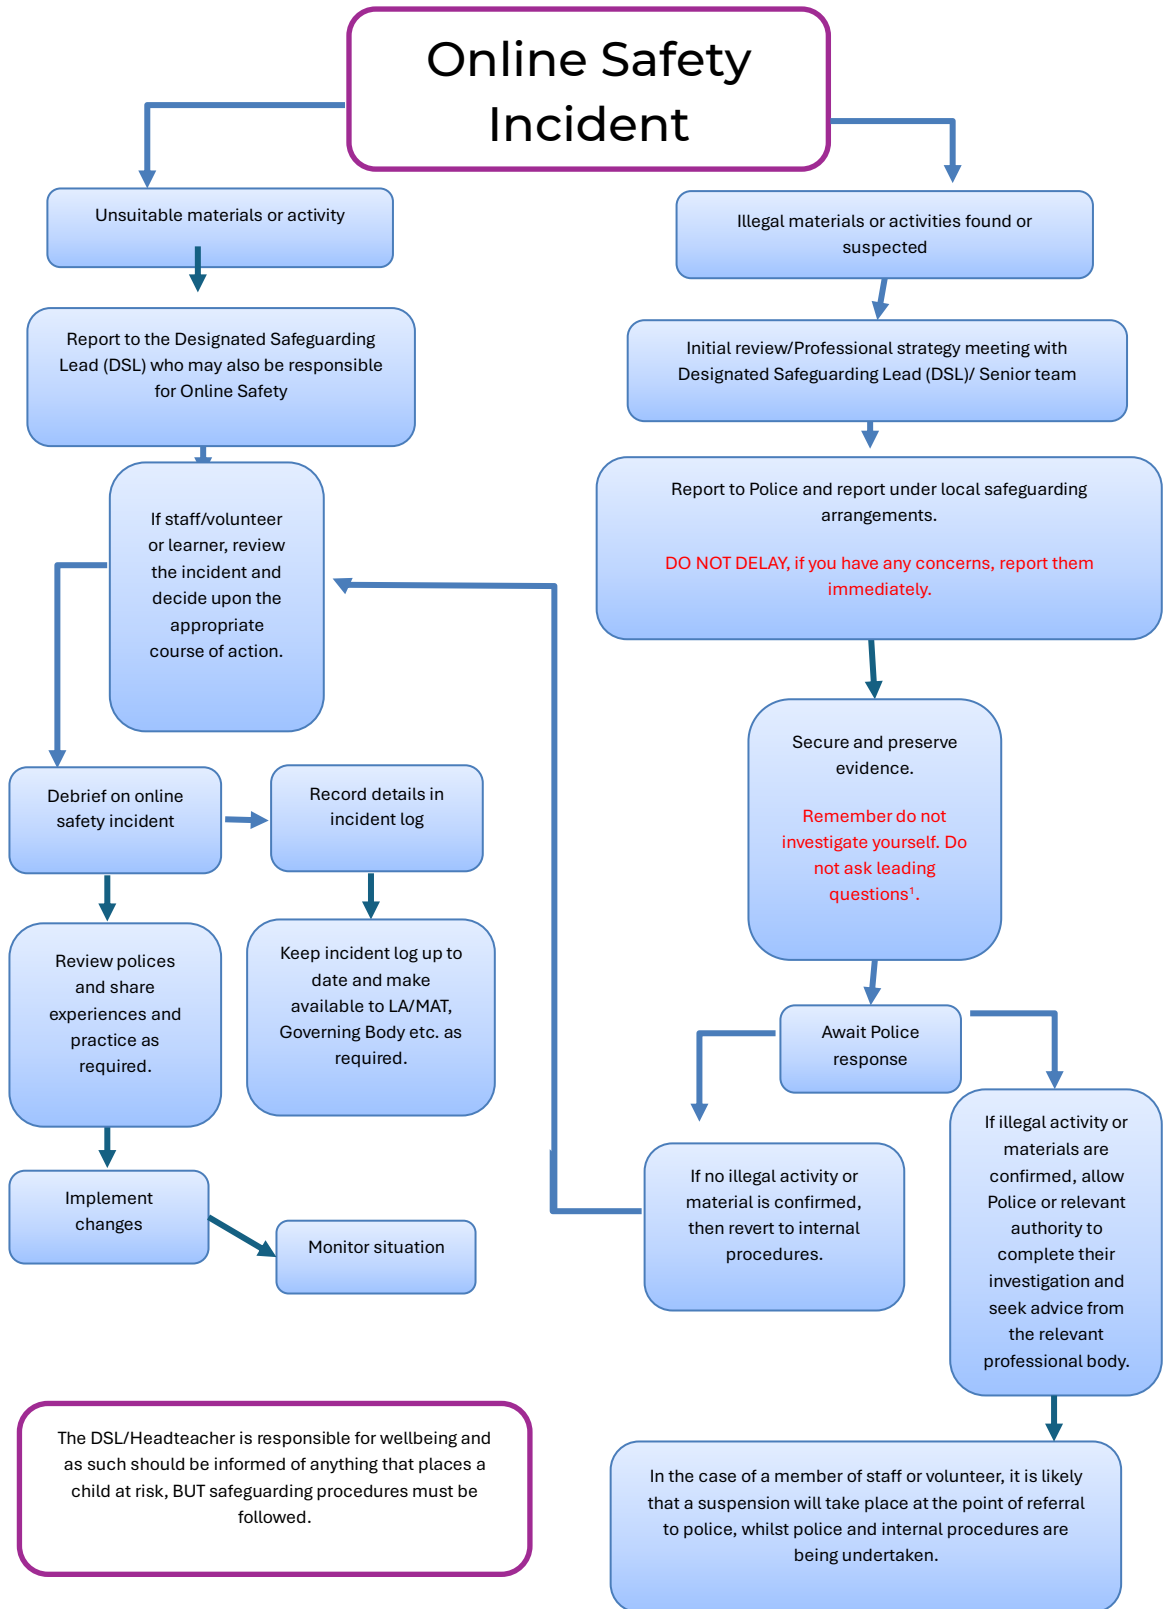 Online Safety
Incident
Unsuitable materials or activity
Report to the Designated Safeguarding
Lead (DSL) who may also be responsible
for Online Safety
If staff/volunteer
or learner, review
the incident and
decide upon the
appropriate
course of action.
Debrief on online
safety incident
Record details in
incident log
Review polices
and share
experiences and
practice as
required.
Keep incident log up to
date and make
available to LA/MAT,
Governing Body etc. as
required.
Implement
changes
Monitor situation
Illegal materials or activities found or
suspected
Initial review/Professional strategy meeting with
Designated Safeguarding Lead (DSL)/ Senior team
Report to Police and report under local safeguarding
arrangements.
DO NOT DELAY, if you have any concerns, report them
immediately.
Secure and preserve
evidence.
Remember do not
investigate yourself. Do
not ask leading
questions¹.
Await Police
response
If no illegal activity or
material is confirmed,
then revert to internal
procedures.
If illegal activity or
materials are
confirmed, allow
Police or relevant
authority to
complete their
investigation and
seek advice from
the relevant
professional body.
In the case of a member of staff or volunteer, it is likely
that a suspension will take place at the point of referral
to police, whilst police and internal procedures are
being undertaken.
The DSL/Headteacher is responsible for wellbeing and
as such should be informed of anything that places a
child at risk, BUT safeguarding procedures must be
followed.